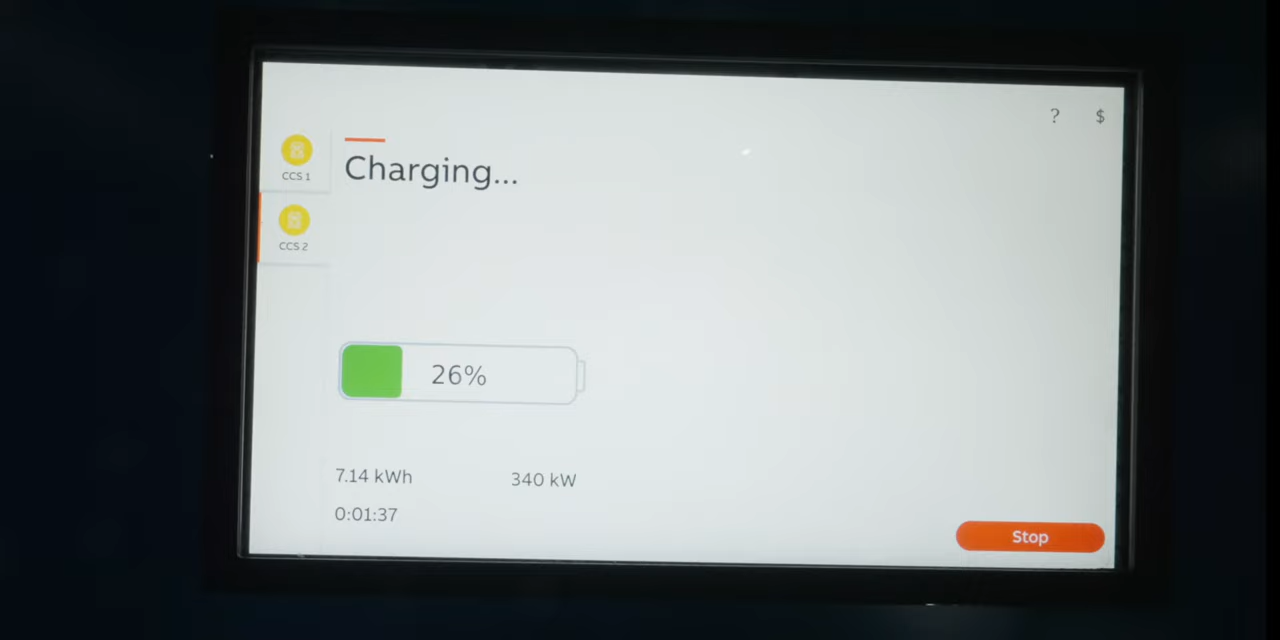 ? $
CCS 1
Charging...
CCS 2
26%
7.14 kWh 340 kW
0:01:37
Stop